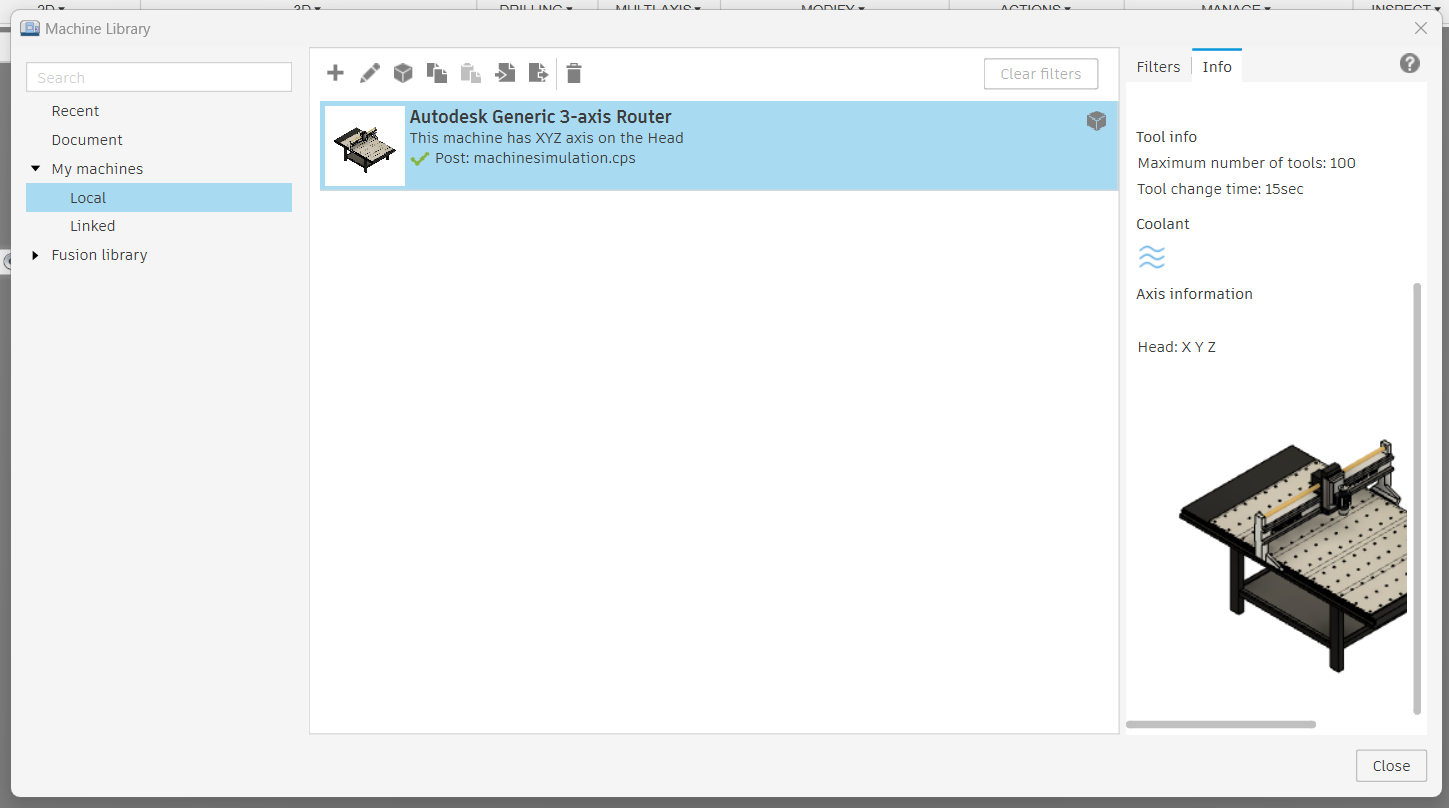 2D
3D
DRILLING
MULTI-AXIS
MODIFY
ACTIONS
MANAGE
INSPECT
Machine Library
Search
Recent
Document
My machines
Local
Linked
Fusion library
Clear filters
Autodesk Generic 3-axis Router
This machine has XYZ axis on the Head
Post: machinesimulation.cps
Filters
Info
Tool info
Maximum number of tools: 100
Tool change time: 15sec
Coolant
Axis information
Head: X Y Z
Close